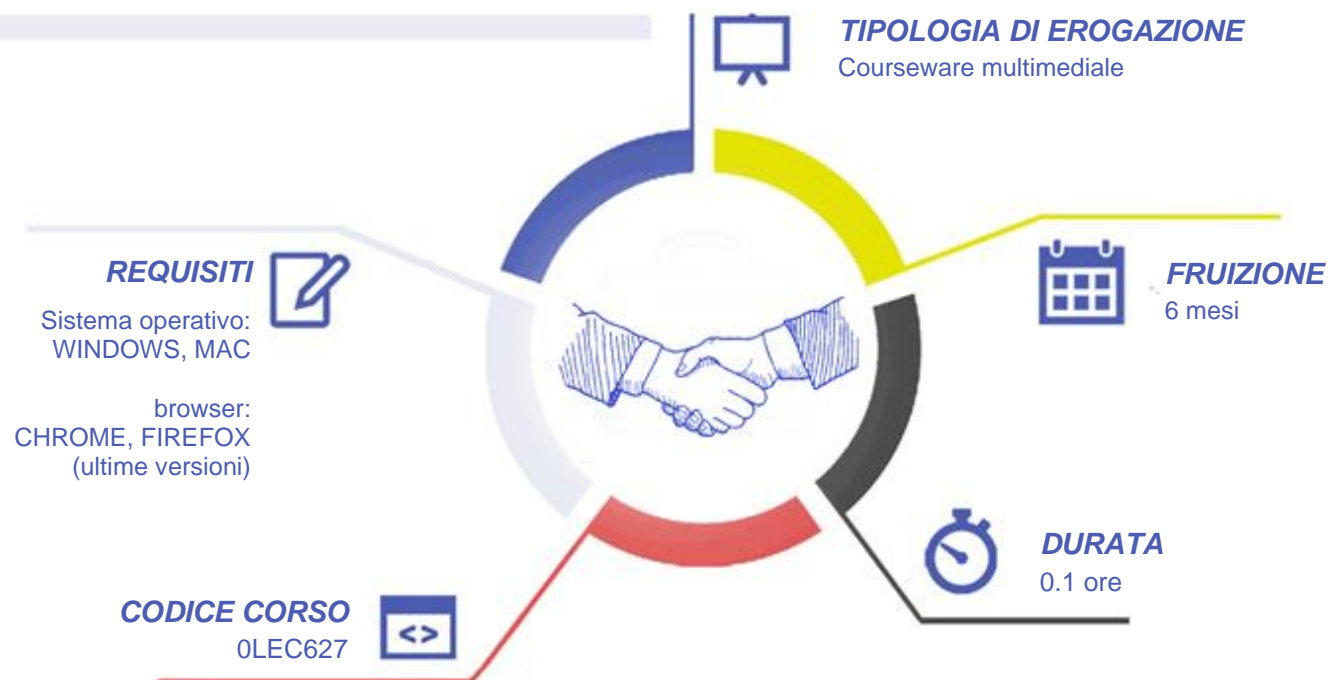 TIPOLOGIA DI EROGAZIONE
Courseware multimediale
REQUISITI
Sistema operativo:
WINDOWS, MAC
browser:
CHROME, FIREFOX
(ultime versioni)
FRUIZIONE
6 mesi
DURATA
0.1 ore
CODICE CORSO
0LEC627